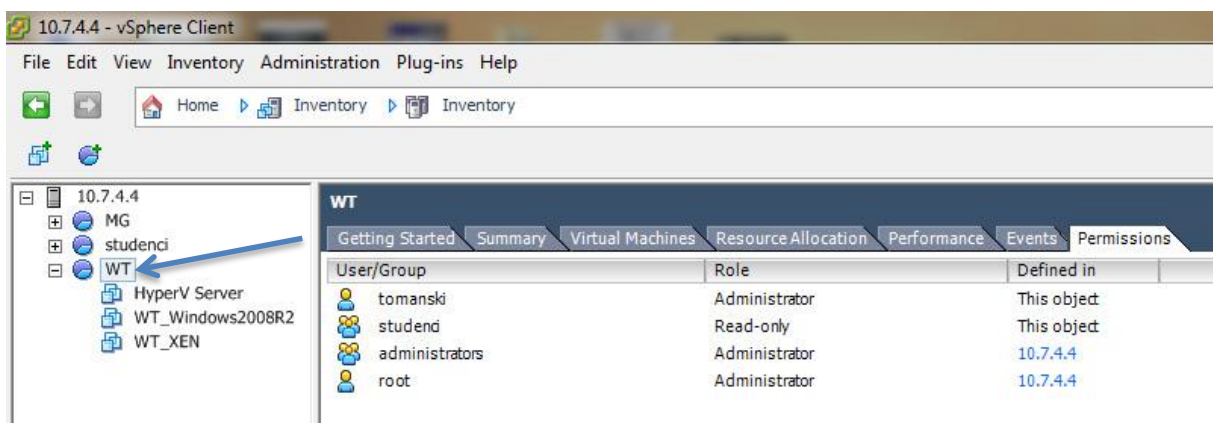 10.7.4.4 - vSphere Client
File Edit View Inventory Administration Plug-ins Help
Home Inventory Inventory
10.7.4.4
MG
studenci
WT
HyperV Server
WT_Windows2008R2
WT_XEN
WT
Getting Started Summary Virtual Machines Resource Allocation Performance Events Permissions
User/Group Role Defined in
tomanski Administrator This object
studenci Read-only This object
administrators Administrator 10.7.4.4
root Administrator 10.7.4.4